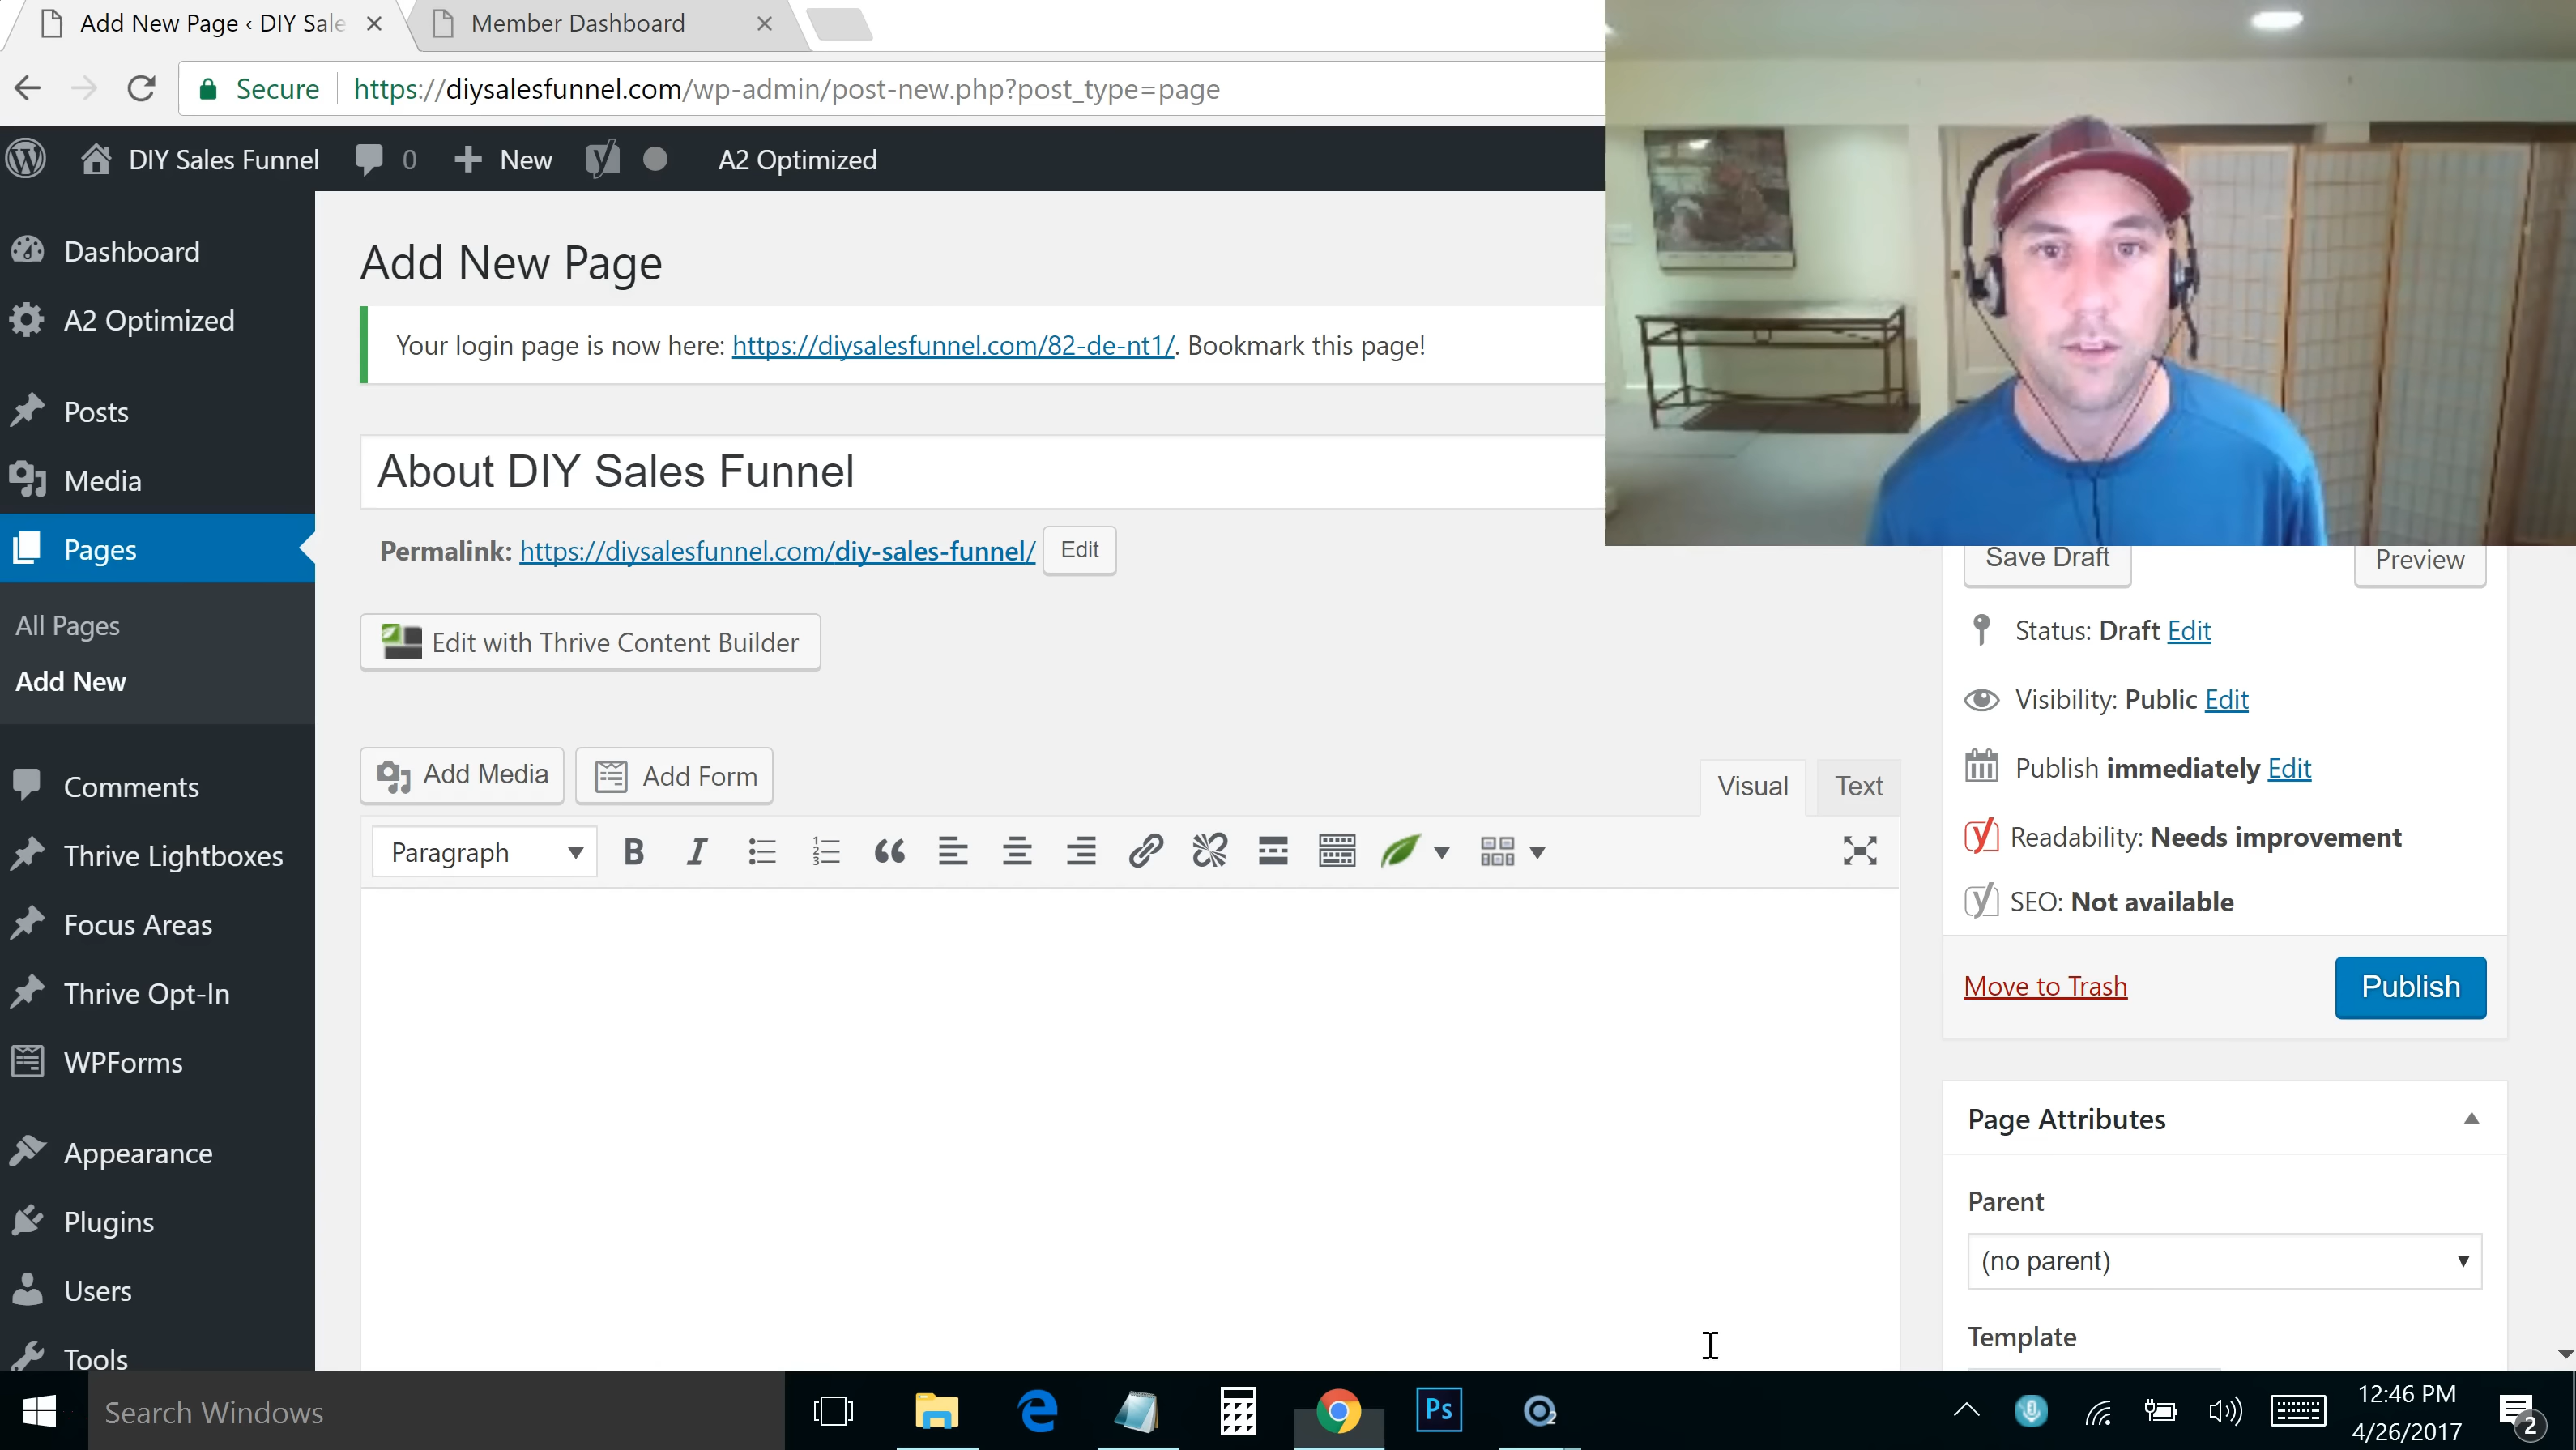 Add New Page ‹ DIY Sale
Member Dashboard
Secure
https://diysalesfunnel.com/wp-admin/post-new.php?post_type=page
DIY Sales Funnel 0 New A2 Optimized
Dashboard
A2 Optimized
Posts
Media
Pages
All Pages
Add New
Comments
Thrive Lightboxes
Focus Areas
Thrive Opt-In
WPForms
Appearance
Plugins
Users
Tools
Add New Page
Your login page is now here: https://diysalesfunnel.com/82-de-nt1/. Bookmark this page!
About DIY Sales Funnel
Permalink: https://diysalesfunnel.com/diy-sales-funnel/ Edit
Edit with Thrive Content Builder
Add Media Add Form
Visual Text
Paragraph B I
Save Draft Preview
Status: Draft Edit
Visibility: Public Edit
Publish immediately Edit
Readability: Needs improvement
SEO: Not available
Move to Trash Publish
Page Attributes
Parent
(no parent)
Template
Search Windows
Ps
12:46 PM
4/26/2017
2